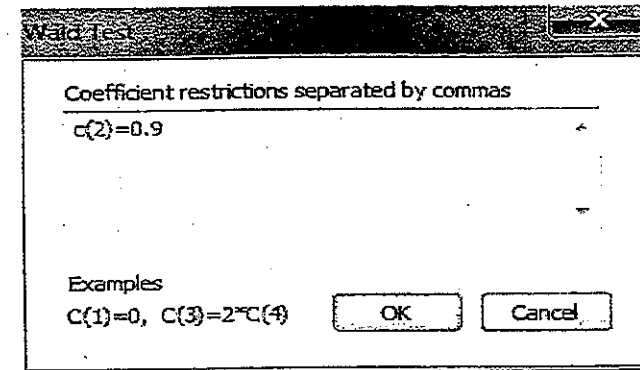 Wald Test
Coefficient restrictions separated by commas
c(2)=0.9
Examples
C(1)=0, C(3)=2*C(4)
OK
Cancel